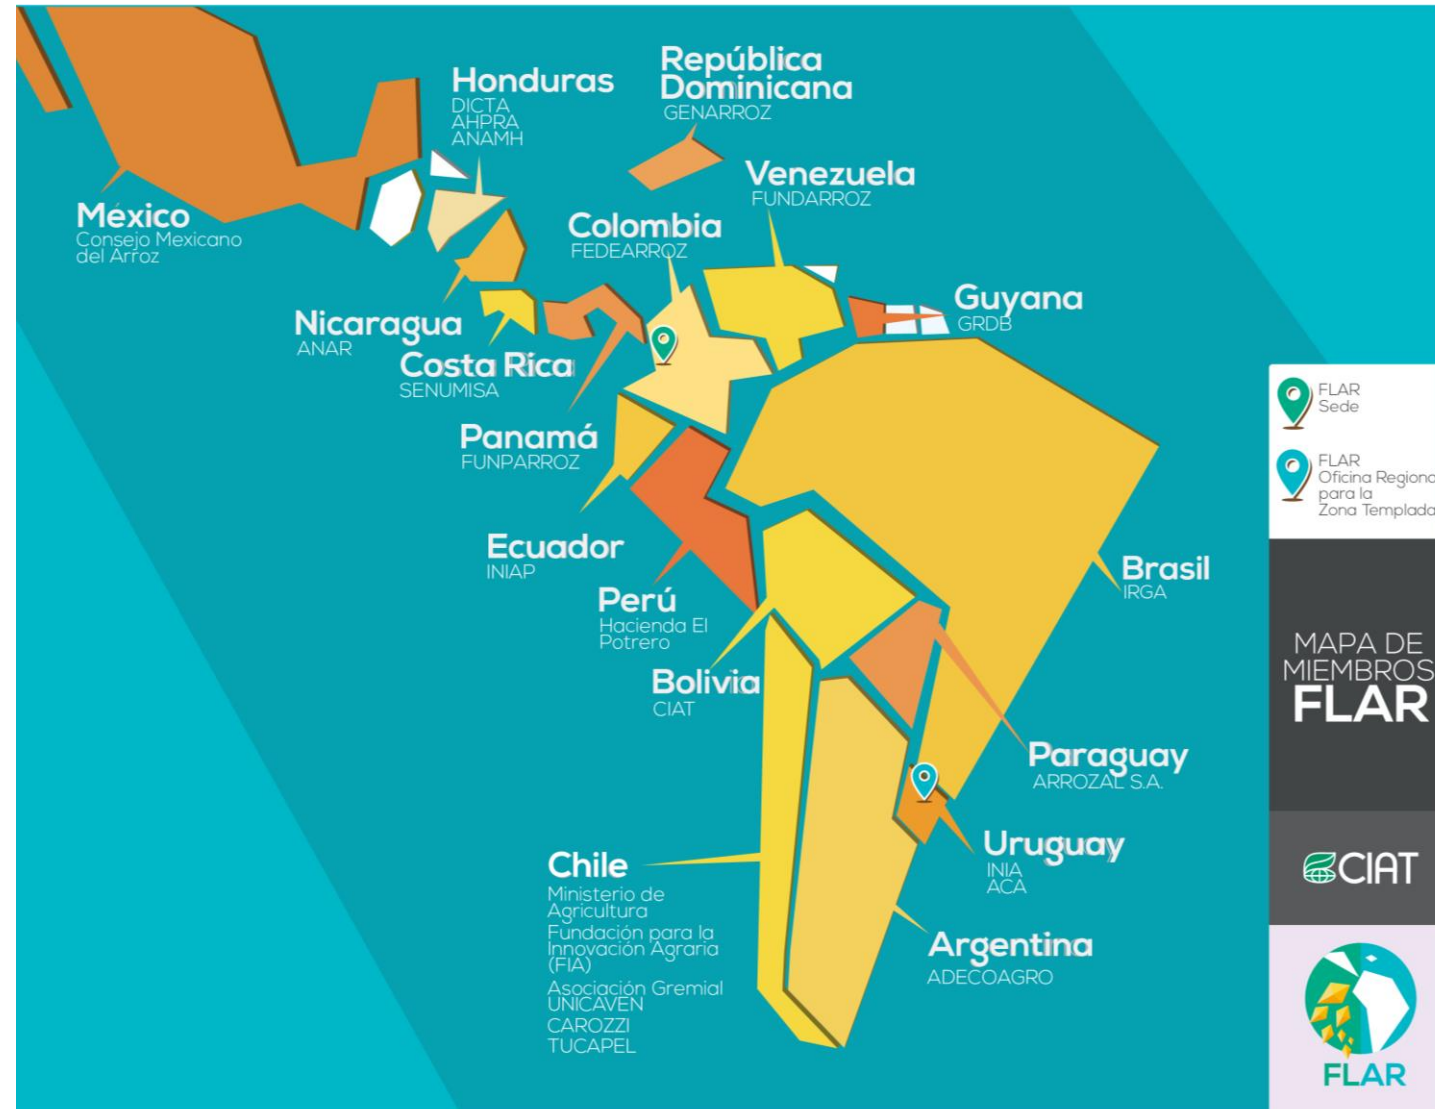 Honduras
DICTA
AHPRA
ANAMH
República
Dominicana
GENARROZ
Venezuela
FUNDARROZ
México
Consejo Mexicano
del Arroz
Colombia
FEDEARROZ
Guyana
GRDB
Nicaragua
ANAR
Costa Rica
SENUMISA
Panamá
FUNPARROZ
Ecuador
INIAP
Perú
Hacienda El
Potrero
Bolivia
CIAT
Brasil
IRGA
Paraguay
ARROZAL S.A.
Uruguay
INIA
ACA
Chile
Ministerio de
Agricultura
Fundación para la
Innovación Agraria
(FIA)
Asociación Gremial
UNICAVEN
CAROZZI
TUCAPEL
Argentina
ADECOAGRO
FLAR
Sede
FLAR
Oficina Regiona
para la
Zona Templada
MAPA DE
MIEMBROS
FLAR
CIAT
FLAR